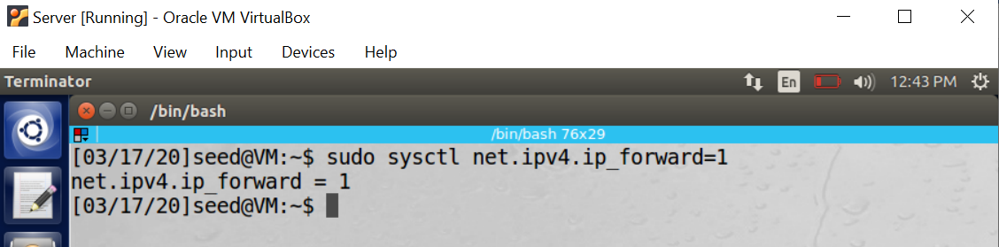 Server [Running] - Oracle VM VirtualBox
File Machine View Input Devices Help
Terminator En 12:43 PM
/bin/bash
/bin/bash 76x29
[03/17/20]seed@VM:~$ sudo sysctl net.ipv4.ip_forward=1
net.ipv4.ip_forward = 1
[03/17/20]seed@VM:~$